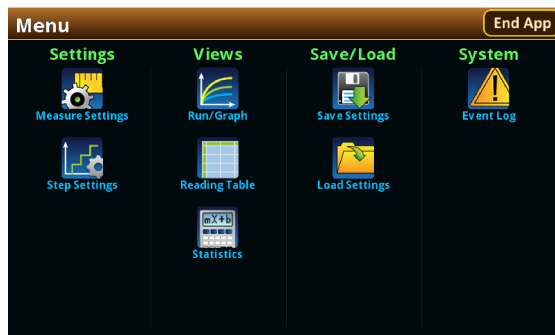 Menu
End App
Settings
Views
Save/Load
System
Measure Settings
Run/Graph
Save Settings
Event Log
Step Settings
Reading Table
Load Settings
mX+b
Statistics